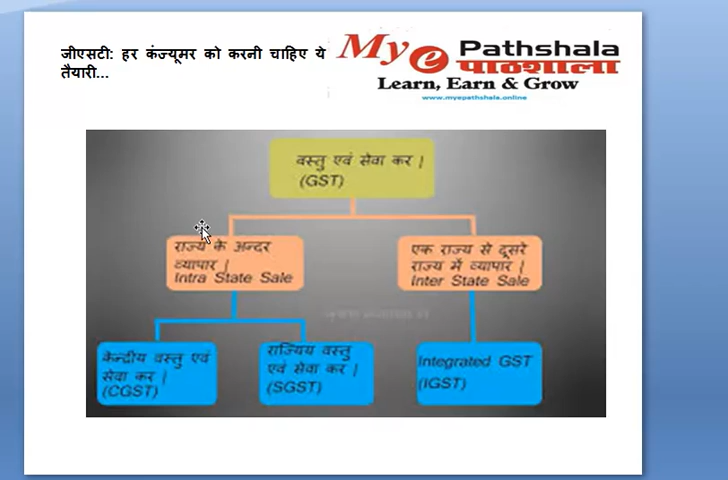 जीएसटी: हर कंज्यूमर को करनी चाहिए ये
तैयारी...
My e Pathshala
पाठशाला
Learn, Earn & Grow
www.myepathshala.online
वस्तु एवं सेवा कर |
(GST)
राज्य के अन्दर
व्यापार |
Intra State Sale
एक राज्य से दूसरे
राज्य में व्यापार |
Inter State Sale
केन्द्रीय वस्तु एवं
सेवा कर |
(CGST)
राज्यिय वस्तु
एवं सेवा कर |
(SGST)
Integrated GST
(IGST)